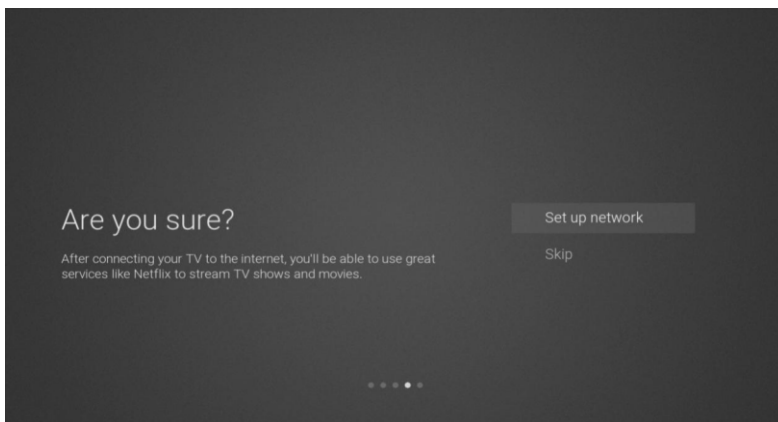 Are you sure?
After connecting your TV to the internet, you'll be able to use great
services like Netflix to stream TV shows and movies.
Set up network
Skip